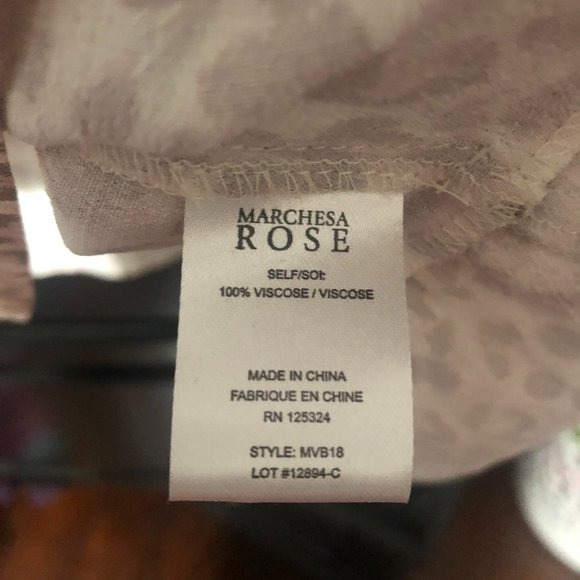 MARCHESA
ROSE
SELF/SOI:
100% VISCOSE / VISCOSE
MADE IN CHINA
FABRIQUE EN CHINE
RN 125324
STYLE: MVB18
LOT #12894-C